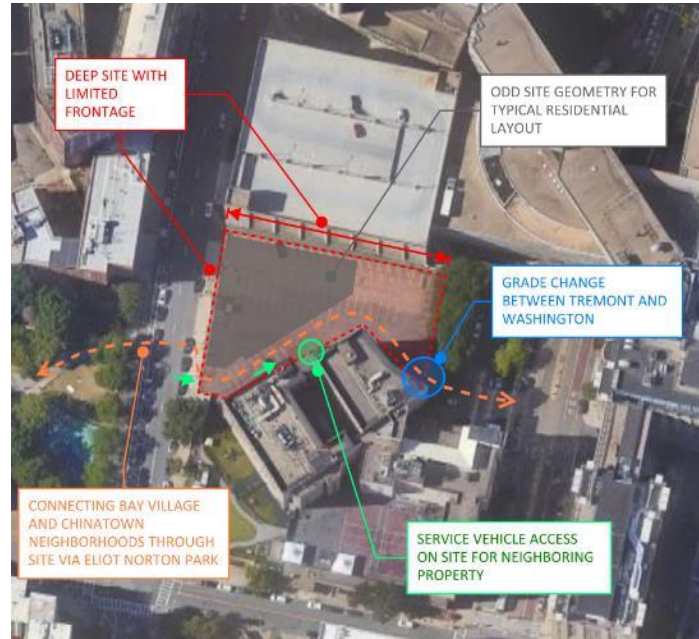 DEEP SITE WITH
LIMITED
FRONTAGE
ODD SITE GEOMETRY FOR
TYPICAL RESIDENTIAL
LAYOUT
GRADE CHANGE
BETWEEN TREMONT AND
WASHINGTON
CONNECTING BAY VILLAGE
AND CHINATOWN
NEIGHBORHOODS THROUGH
SITE VIA ELIOT NORTON PARK
SERVICE VEHICLE ACCESS
ON SITE FOR NEIGHBORING
PROPERTY